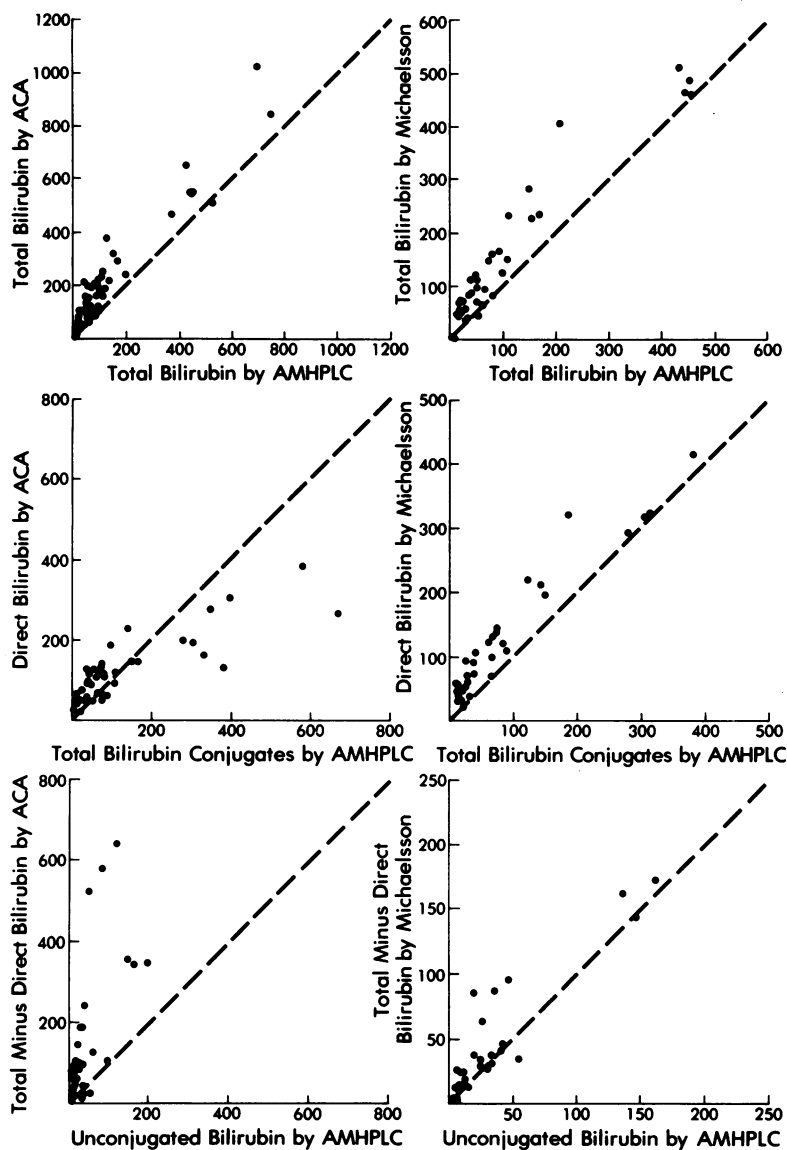 Total Bilirubin by ACA
1200
1000
800
600
400
200
200 400 600 800 1000 1200
Total Bilirubin by AMHPLC
Total Bilirubin by Michaelsson
600
500
400
300
200
100
100 200 300 400 500 600
Total Bilirubin by AMHPLC
Direct Bilirubin by ACA
800
600
400
200
200 400 600 800
Total Bilirubin Conjugates by AMHPLC
Direct Bilirubin by Michaelsson
500
400
300
200
100
100 200 300 400 500
Total Bilirubin Conjugates by AMHPLC
Total Minus Direct Bilirubin by ACA
800
600
400
200
200 400 600 800
Unconjugated Bilirubin by AMHPLC
Total Minus Direct
Bilirubin by Michaelsson
250
200
150
100
50
50 100 150 200 250
Unconjugated Bilirubin by AMHPLC